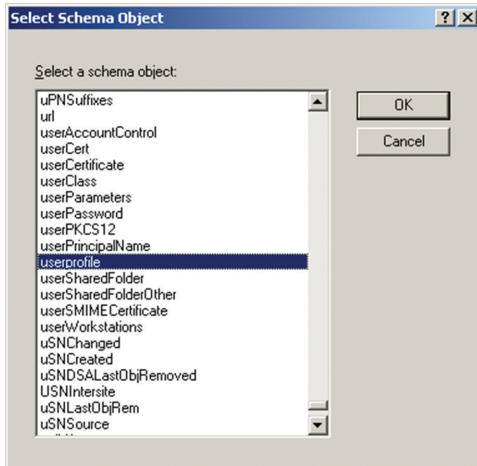 Select Schema Object
Select a schema object:
uPNSuffixes
url
userAccountControl
userCert
userCertificate
userClass
userParameters
userPassword
userPKCS12
userPrincipalName
userprofile
userSharedFolder
userSharedFolderOther
userSMIMECertificate
userWorkstations
uSNChanged
uSNCreated
uSNDSALastObjRemoved
USNIntersite
uSNLastObjRem
uSNSource
OK
Cancel